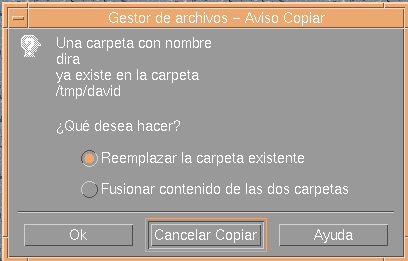 Gestor de archivos – Aviso Copiar
Una carpeta con nombre
dira
ya existe en la carpeta
/tmp/david
¿Qué desea hacer?
Reemplazar la carpeta existente
Fusionar contenido de las dos carpetas
Ok
Cancelar Copiar
Ayuda